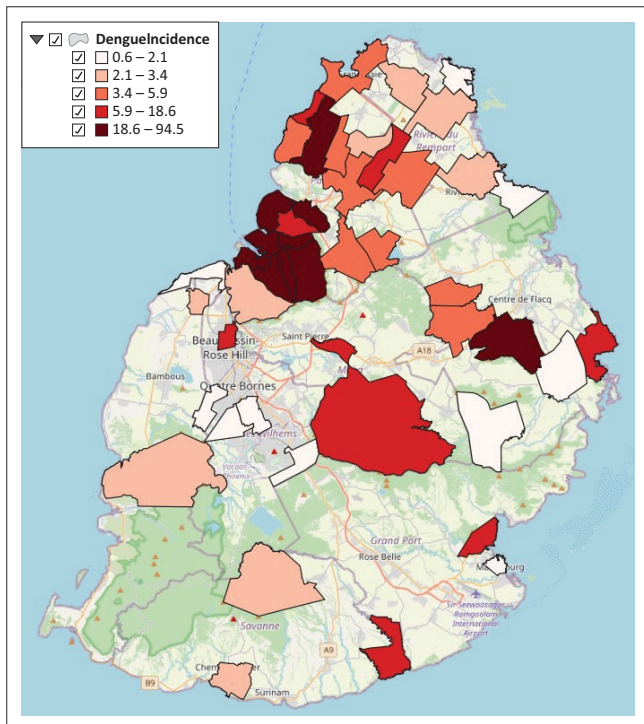 DengueIncidence
0.6 – 2.1
2.1 – 3.4
3.4 – 5.9
5.9 – 18.6
18.6 – 94.5
Rempart
Centre de Flacq
Saint Pierre
A18
Rose Hill
Bambous
Quatre Bornes
Vacoas
Phoenix
Grand Port
Rose Belle
Sir Seewoosagur
Ramgoolam
International
Airport
Savanne
A9
B9
Surinam